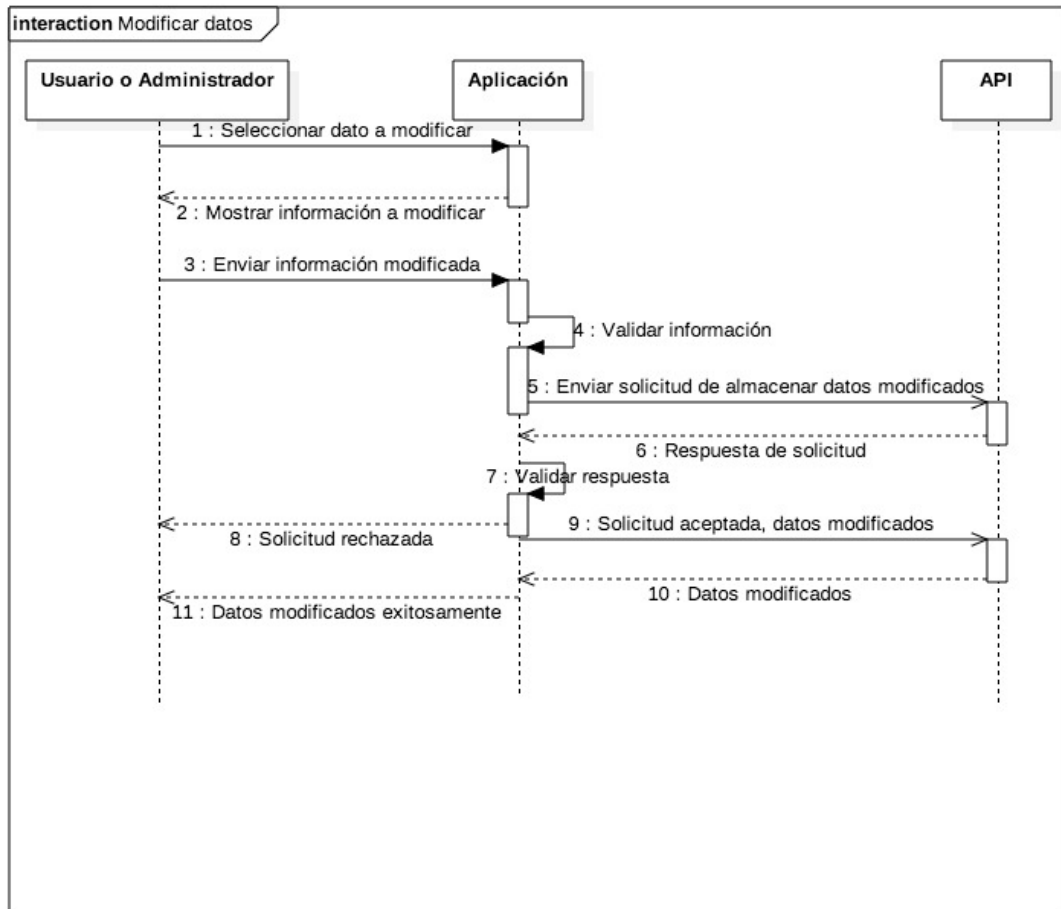 interaction Modificar datos
Usuario o Administrador
Aplicación
API
1 : Seleccionar dato a modificar
2 : Mostrar información a modificar
3 : Enviar información modificada
4 : Validar información
5 : Enviar solicitud de almacenar datos modificados
6 : Respuesta de solicitud
7 : Validar respuesta
8 : Solicitud rechazada
9 : Solicitud aceptada, datos modificados
10 : Datos modificados
11 : Datos modificados exitosamente